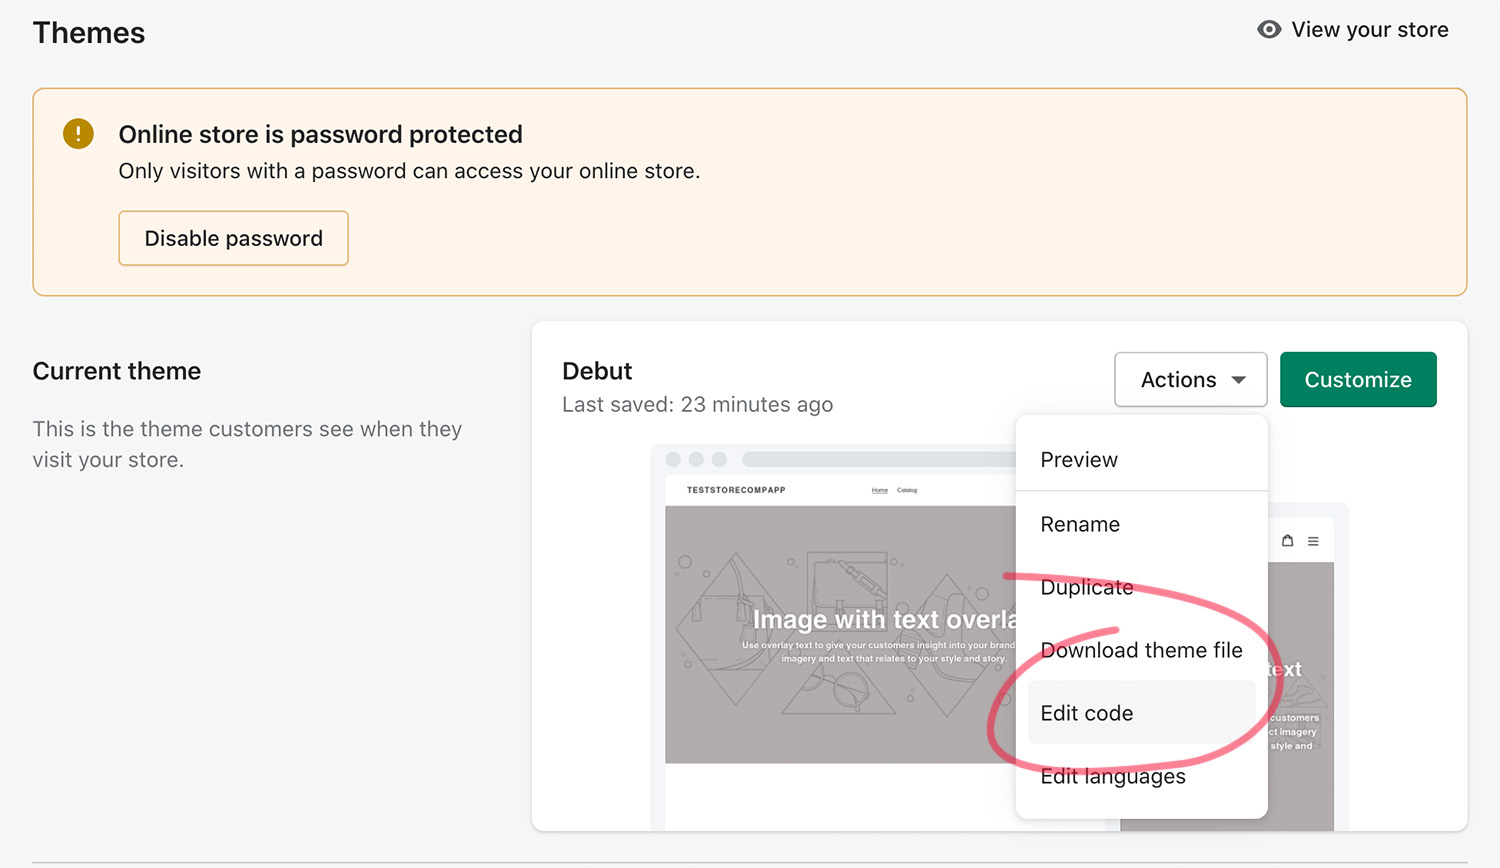 Themes
View your store
Online store is password protected
Only visitors with a password can access your online store.
Disable password
Current theme
This is the theme customers see when they
visit your store.
Debut
Last saved: 23 minutes ago
Actions
Customize
Preview
Rename
Duplicate
Download theme file
Edit code
Edit languages
TESTSTORECOMPAPP
Home Catalog
Image with text overla
Use overlay text to give your customers insight into your brand
imagery and text that relates to your style and story.
text
customers
ct imagery
style and